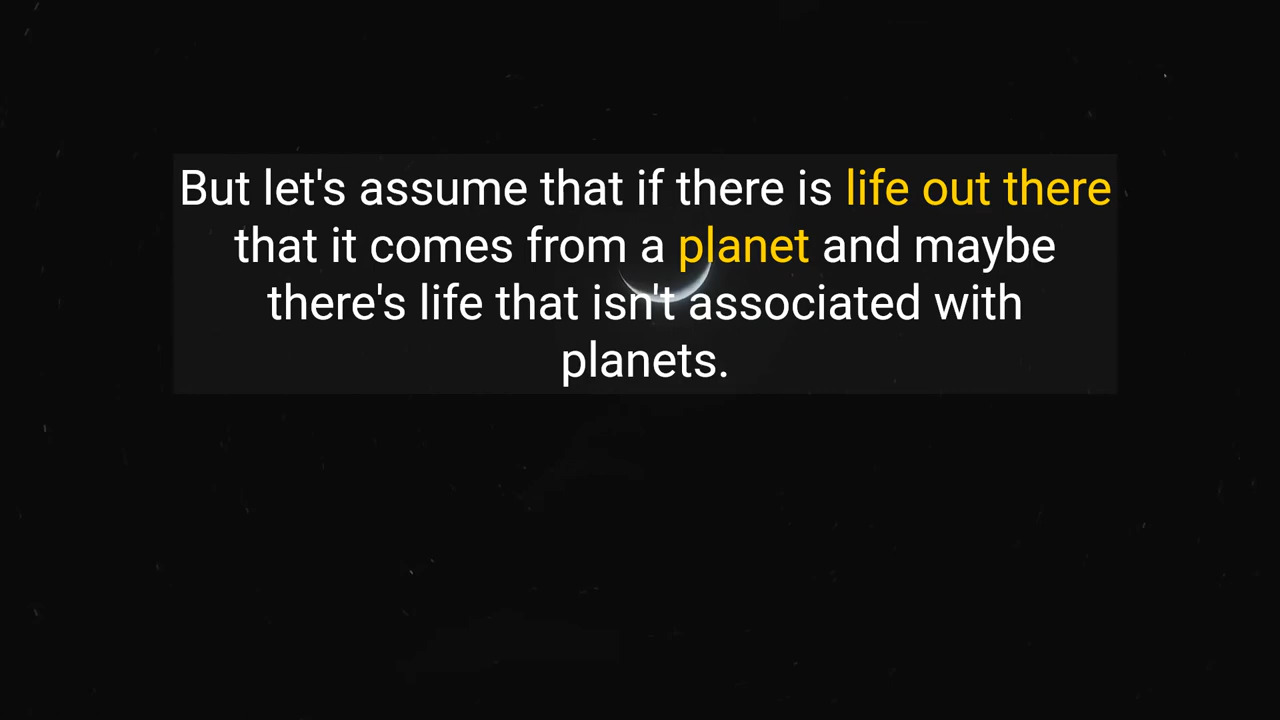 But let's assume that if there is life out there
that it comes from a planet and maybe
there's life that isn't associated with
planets.